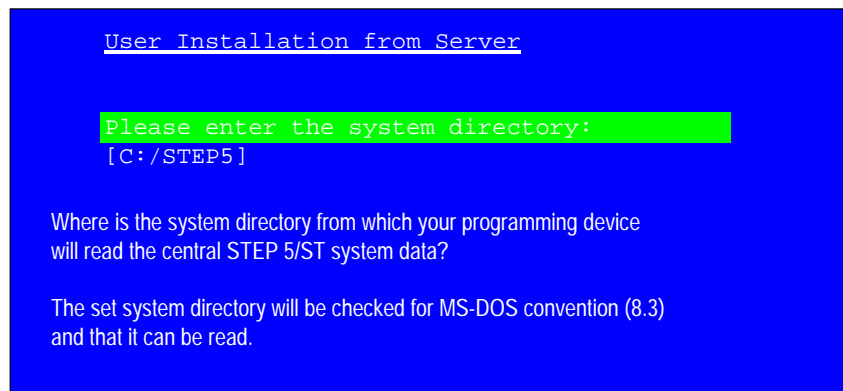 User Installation from Server
Please enter the system directory:
[C:/STEP5]
Where is the system directory from which your programming device
will read the central STEP 5/ST system data?
The set system directory will be checked for MS-DOS convention (8.3)
and that it can be read.